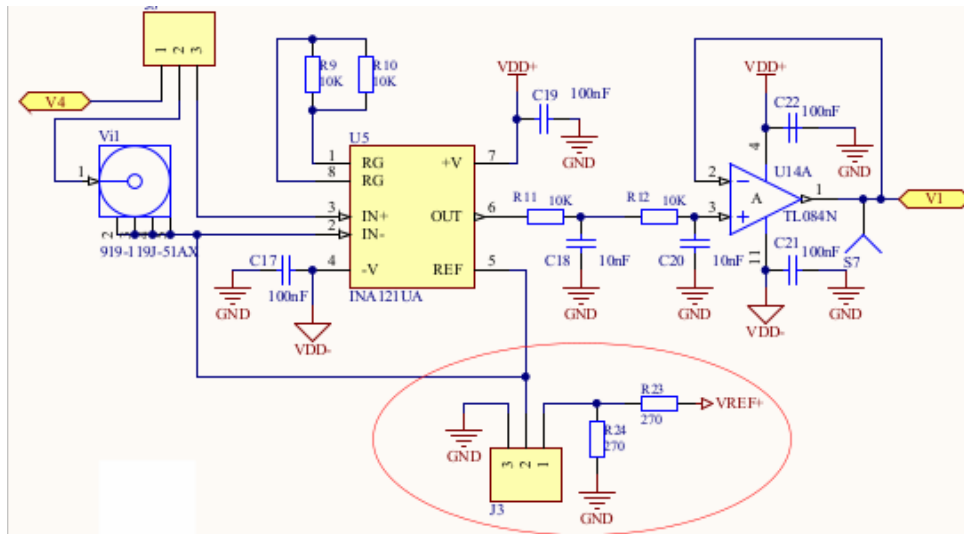 1 2 3
V4
Vi1
1
2
919-119J-51AX
R9
10K
R10
10K
VDD+
C19
100nF
GND
U5
1 RG
8 RG
3 IN+
2 IN-
4 -V
+V 7
OUT 6
REF 5
INA121UA
C17
100nF
GND
VDD-
R11
10K
C18
10nF
GND
R12
10K
C20
10nF
GND
VDD+
C22
100nF
GND
4
2
3
A
U14A
1
TL084N
11
C21
100nF
GND
VDD-
S7
V1
GND
3 2 1
J3
R24
270
GND
R23
270
VREF+